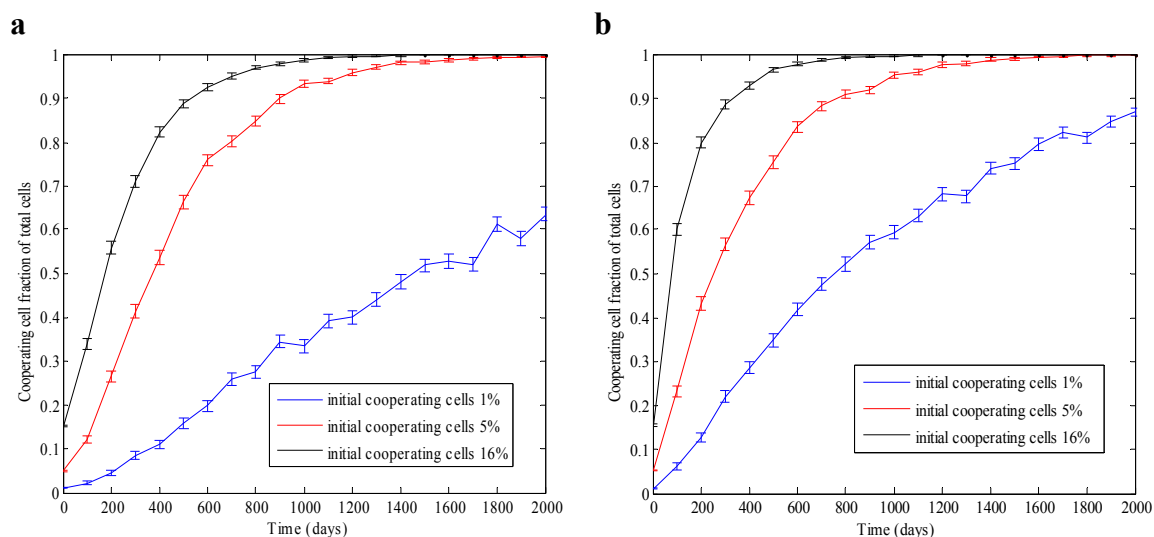 a
1
0.9
0.8
0.7
0.6
0.5
0.4
0.3
0.2
0.1
0
Cooperating cell fraction of total cells
initial cooperating cells 1%
initial cooperating cells 5%
initial cooperating cells 16%
0 200 400 600 800 1000 1200 1400 1600 1800 2000
Time (days)
b
1
0.9
0.8
0.7
0.6
0.5
0.4
0.3
0.2
0.1
0
Cooperating cell fraction of total cells
initial cooperating cells 1%
initial cooperating cells 5%
initial cooperating cells 16%
0 200 400 600 800 1000 1200 1400 1600 1800 2000
Time (days)